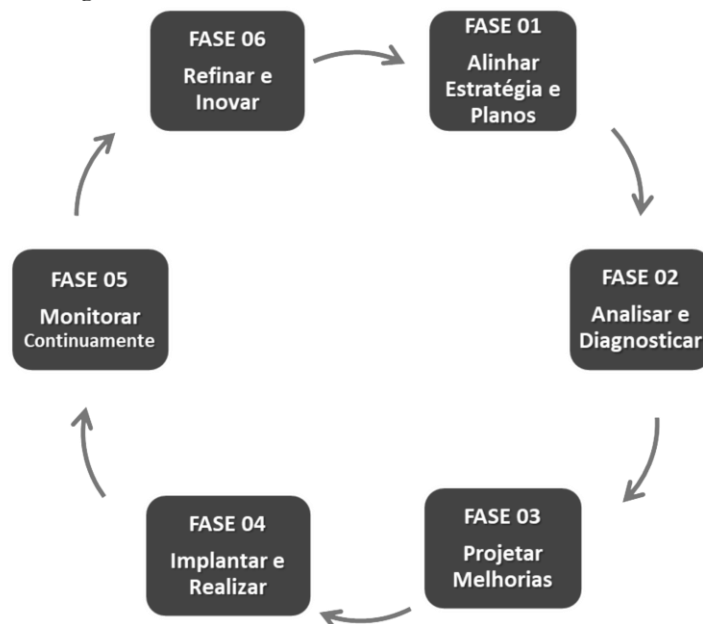 FASE 06
Refinar e
Inovar
FASE 01
Alinhar
Estratégia e
Planos
FASE 02
Analisar e
Diagnosticar
FASE 03
Projetar
Melhorias
FASE 04
Implantar e
Realizar
FASE 05
Monitorar
Continuamente